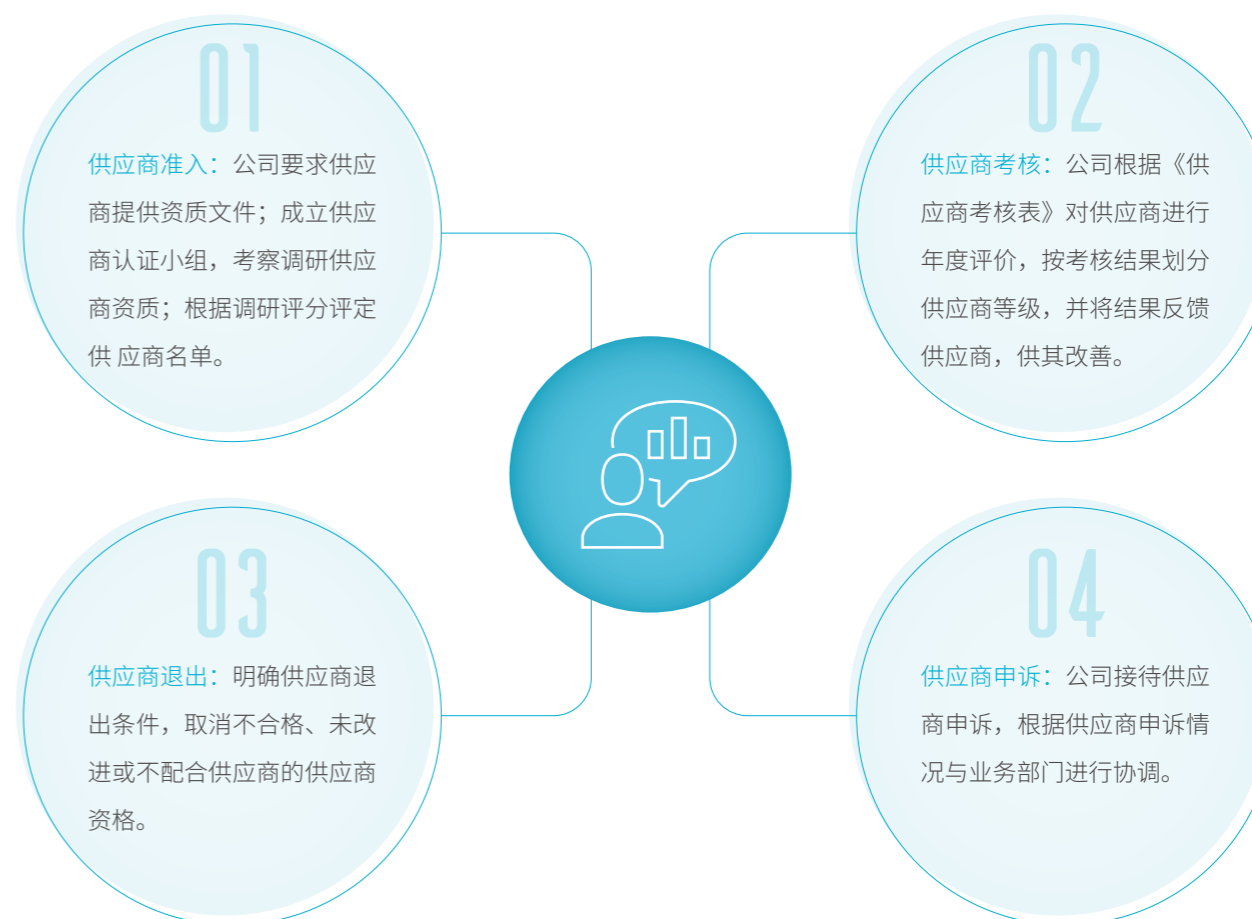 01
供应商准入：公司要求供应
商提供资质文件；成立供应
商认证小组，考察调研供应
商资质；根据调研评分评定
供 应商名单。
02
供应商考核：公司根据《供
应商考核表》对供应商进行
年度评价，按考核结果划分
供应商等级，并将结果反馈
供应商，供其改善。
03
供应商退出：明确供应商退
出条件，取消不合格、未改
进或不配合供应商的供应商
资格。
04
供应商申诉：公司接待供应
商申诉，根据供应商申诉情
况与业务部门进行协调。